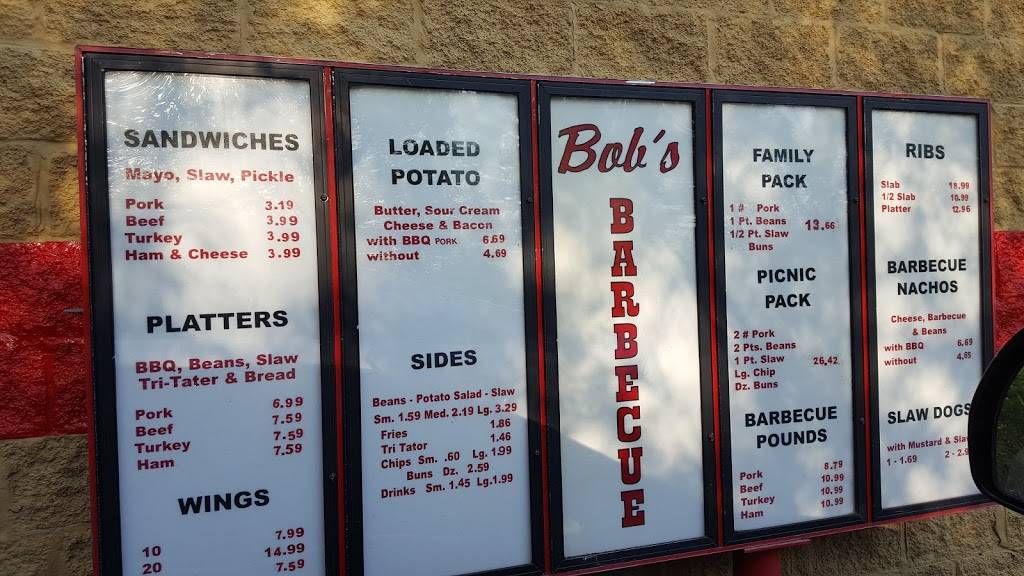 SANDWICHES
Mayo, Slaw, Pickle
Pork 3.19
Beef 3.99
Turkey 3.99
Ham & Cheese 3.99
PLATTERS
BBQ, Beans, Slaw
Tri-Tater & Bread
Pork 6.99
Beef 7.59
Turkey 7.59
Ham 7.59
WINGS
7.99
10 14.99
20 7.59
LOADED
POTATO
Butter, Sour Cream
Cheese & Bacon
with BBQ PORK 6.69
without 4.69
SIDES
Beans - Potato Salad - Slaw
Sm. 1.59 Med. 2.19 Lg. 3.29
Fries 1.86
Tri Tator 1.46
Chips Sm. .60 Lg. 1.99
Buns Dz. 2.59
Drinks Sm. 1.45 Lg.1.99
Bob's
BARBECUE
FAMILY
PACK
1 # Pork
1 Pt. Beans
1/2 Pt. Slaw 13.66
Buns
PICNIC
PACK
2 # Pork
2 Pts. Beans
1 Pt. Slaw 26.42
Lg. Chip
Dz. Buns
BARBECUE
POUNDS
Pork 8.79
Beef 10.99
Turkey 10.99
Ham 10.99
RIBS
Slab 18.99
1/2 Slab 10.99
Platter 12.96
BARBECUE
NACHOS
Cheese, Barbecue
& Beans
with BBQ 6.69
without 4.65
SLAW DOGS
with Mustard & Slaw
1 - 1.69 2 - 2.9